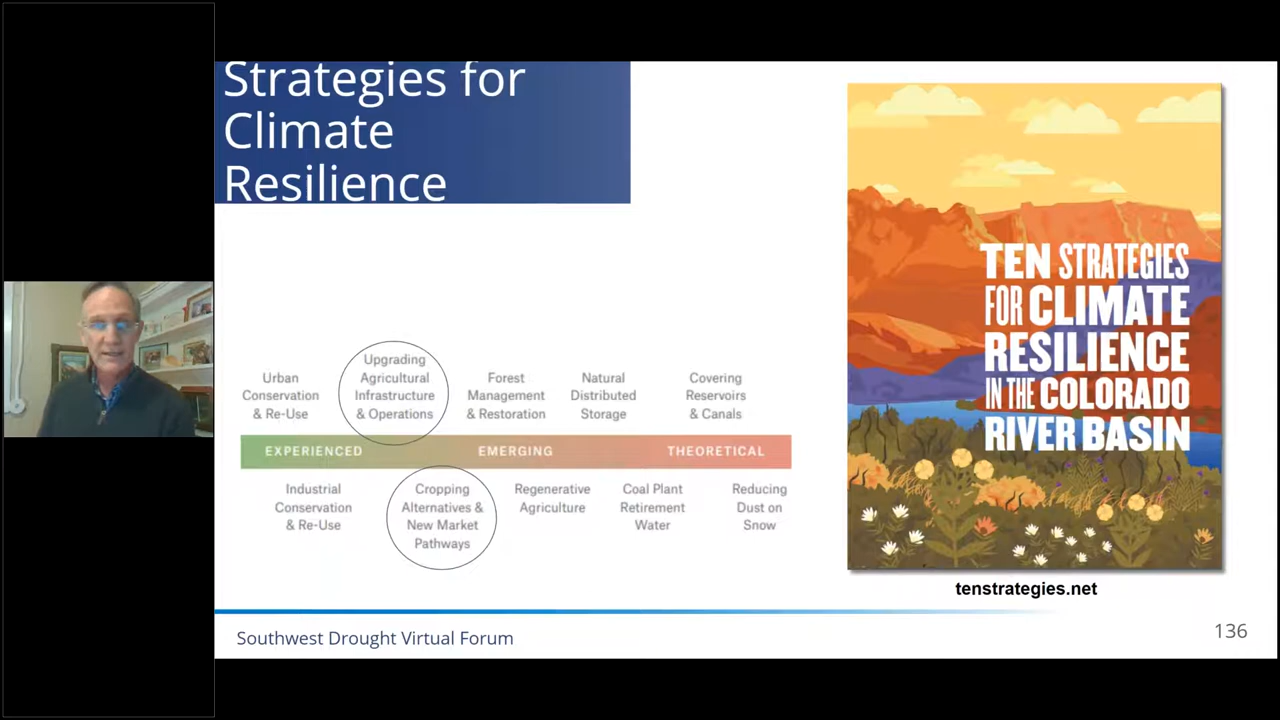 Strategies for
Climate
Resilience
Urban
Conservation
& Re-Use
Upgrading
Agricultural
Infrastructure
& Operations
Forest
Management
& Restoration
Natural
Distributed
Storage
Covering
Reservoirs
& Canals
EXPERIENCED
EMERGING
THEORETICAL
Industrial
Conservation
& Re-Use
Cropping
Alternatives &
New Market
Pathways
Regenerative
Agriculture
Coal Plant
Retirement
Water
Reducing
Dust on
Snow
TEN STRATEGIES
FOR CLIMATE
RESILIENCE
IN THE COLORADO
RIVER BASIN
tenstrategies.net
Southwest Drought Virtual Forum
136